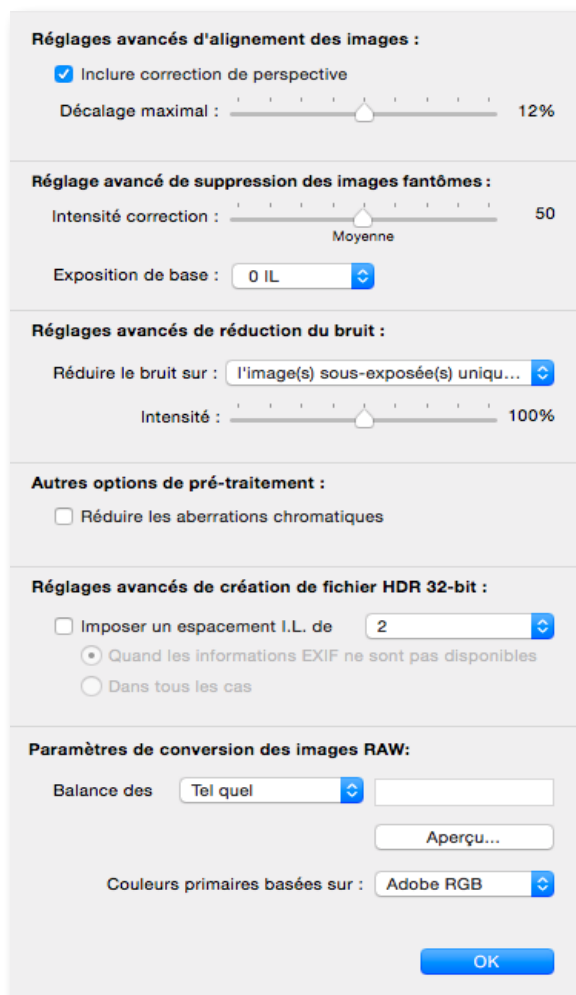 Réglages avancés d'alignement des images :
Inclure correction de perspective
Décalage maximal : 12%
Réglage avancé de suppression des images fantômes :
Intensité correction : 50
Moyenne
Exposition de base : 0 IL
Réglages avancés de réduction du bruit :
Réduire le bruit sur : l'image(s) sous-exposée(s) uniqu...
Intensité : 100%
Autres options de pré-traitement :
Réduire les aberrations chromatiques
Réglages avancés de création de fichier HDR 32-bit :
Imposer un espacement I.L. de 2
Quand les informations EXIF ne sont pas disponibles
Dans tous les cas
Paramètres de conversion des images RAW:
Balance des Tel quel
Aperçu...
Couleurs primaires basées sur : Adobe RGB
OK